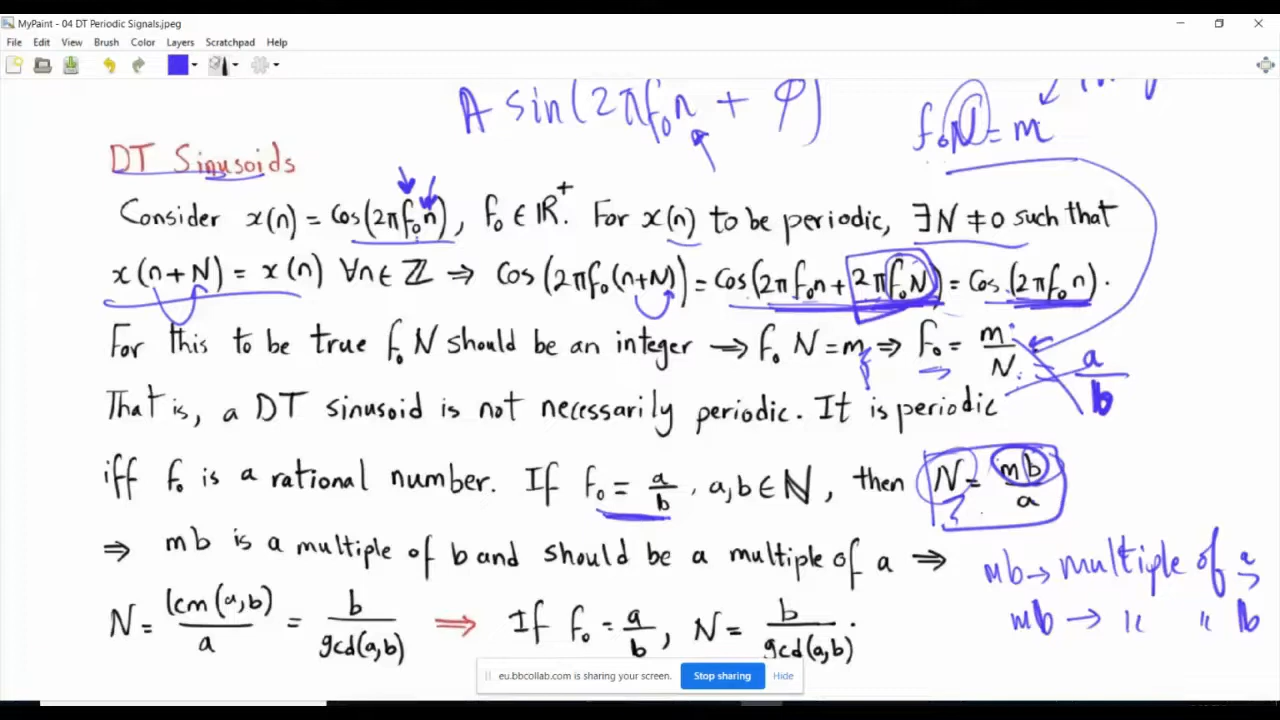 MyPaint - 04 DT Periodic Signals.jpeg
File Edit View Brush Color Layers Scratchpad Help
A sin(2πf₀n + φ)
f₀N = m
DT Sinusoids
Consider x(n) = Cos(2πf₀n), f₀ ∈ ℝ⁺. For x(n) to be periodic, ∃N ≠ 0 such that
x(n+N) = x(n) ∀n∈ℤ ⟹ Cos(2πf₀(n+N)) = Cos(2πf₀n + 2πf₀N) = Cos(2πf₀n).
For this to be true f₀N should be an integer → f₀N = m ⟹ f₀ = m/N = a/b
That is, a DT sinusoid is not necessarily periodic. It is periodic
iff f₀ is a rational number. If f₀ = a/b, a,b ∈ ℕ, then N = mb/a
⟹ mb is a multiple of b and should be a multiple of a ⟹
mb → multiple of a
mb → " " b
N = lcm(a,b)/a = b/gcd(a,b) ⟹ If f₀ = a/b, N = b/gcd(a,b).
eu.bbcollab.com is sharing your screen. Stop sharing Hide